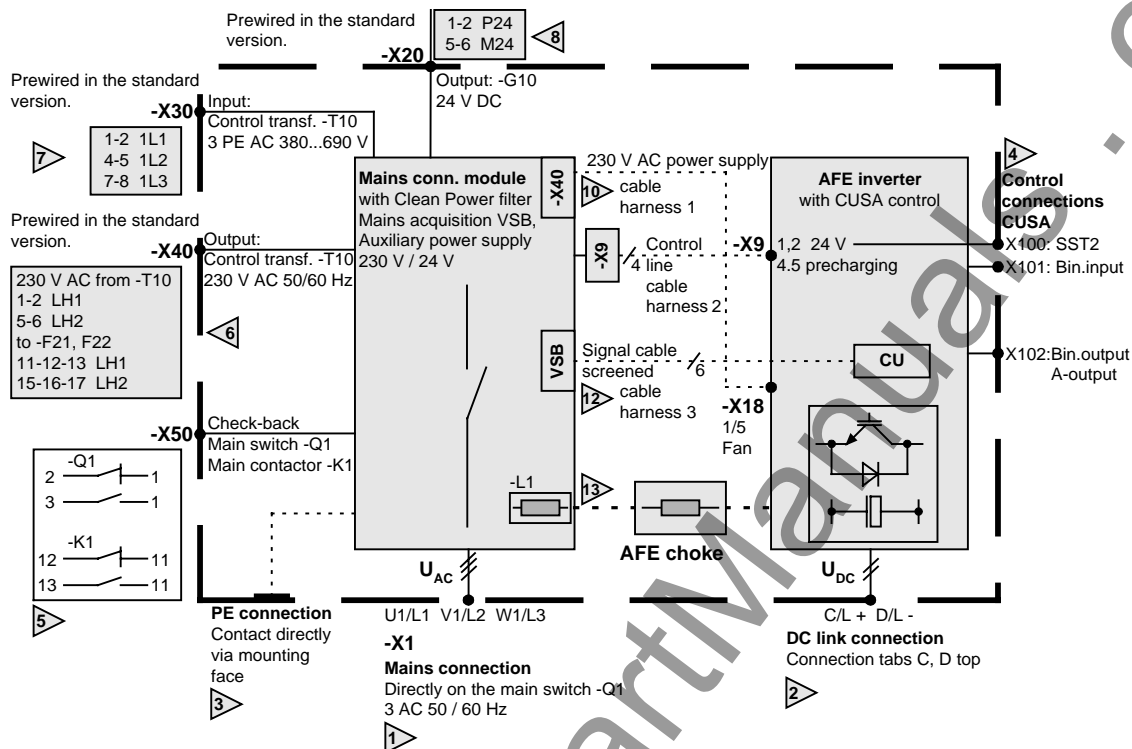 Prewired in the standard
version.
1-2 P24
5-6 M24
8
-X20
Output: -G10
24 V DC
Prewired in the standard
version.
-X30
Input:
Control transf. -T10
3 PE AC 380...690 V
7
1-2 1L1
4-5 1L2
7-8 1L3
Prewired in the standard
version.
-X40
Output:
Control transf. -T10
230 V AC 50/60 Hz
230 V AC from -T10
1-2 LH1
5-6 LH2
to -F21, F22
11-12-13 LH1
15-16-17 LH2
6
-X50
Check-back
Main switch -Q1
Main contactor -K1
-Q1
2 1
3 1
-K1
12 11
13 11
5
Mains conn. module
with Clean Power filter
Mains acquisition VSB,
Auxiliary power supply
230 V / 24 V
-X40
230 V AC power supply
10
cable
harness 1
-X9
Control
4 line
cable
harness 2
-X9
VSB
Signal cable
screened
6
12
cable
harness 3
-X18
1/5
Fan
-L1
13
AFE choke
AFE inverter
with CUSA control
1,2 24 V
4.5 precharging
CU
4
Control
connections
CUSA
X100: SST2
X101: Bin.input
X102:Bin.output
A-output
PE connection
Contact directly
via mounting
face
3
UAC
U1/L1 V1/L2 W1/L3
-X1
Mains connection
Directly on the main switch -Q1
3 AC 50 / 60 Hz
1
UDC
C/L + D/L -
DC link connection
Connection tabs C, D top
2
artManuals .